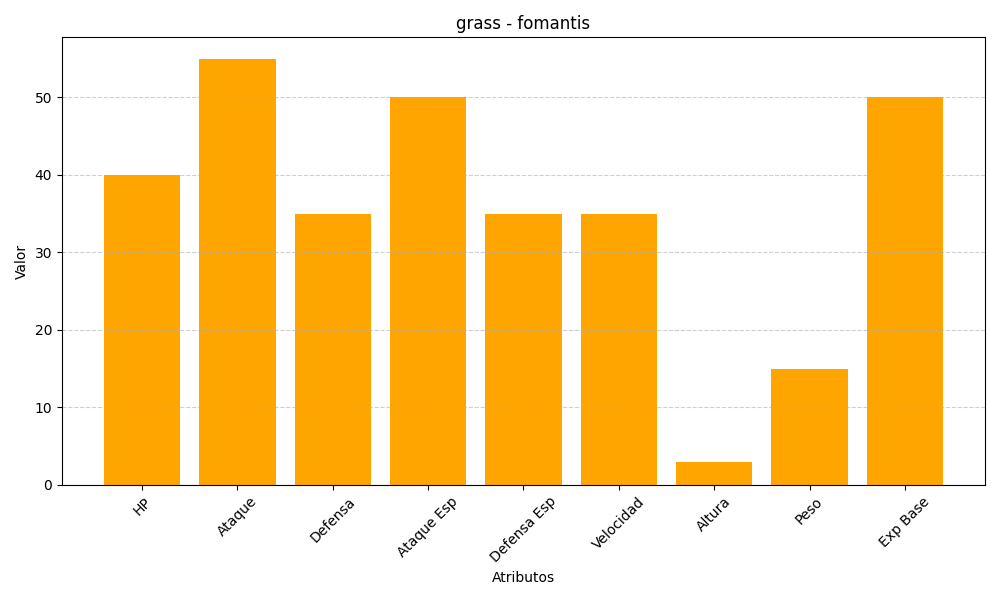 grass - fomantis
Valor
50
40
30
20
10
0
HP
Ataque
Defensa
Ataque Esp
Defensa Esp
Velocidad
Altura
Peso
Exp Base
Atributos